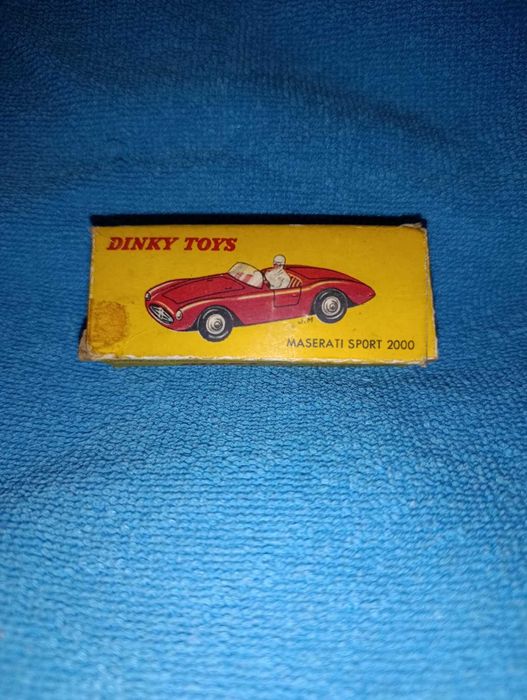 DINKY TOYS
J.M
MASERATI SPORT 2000